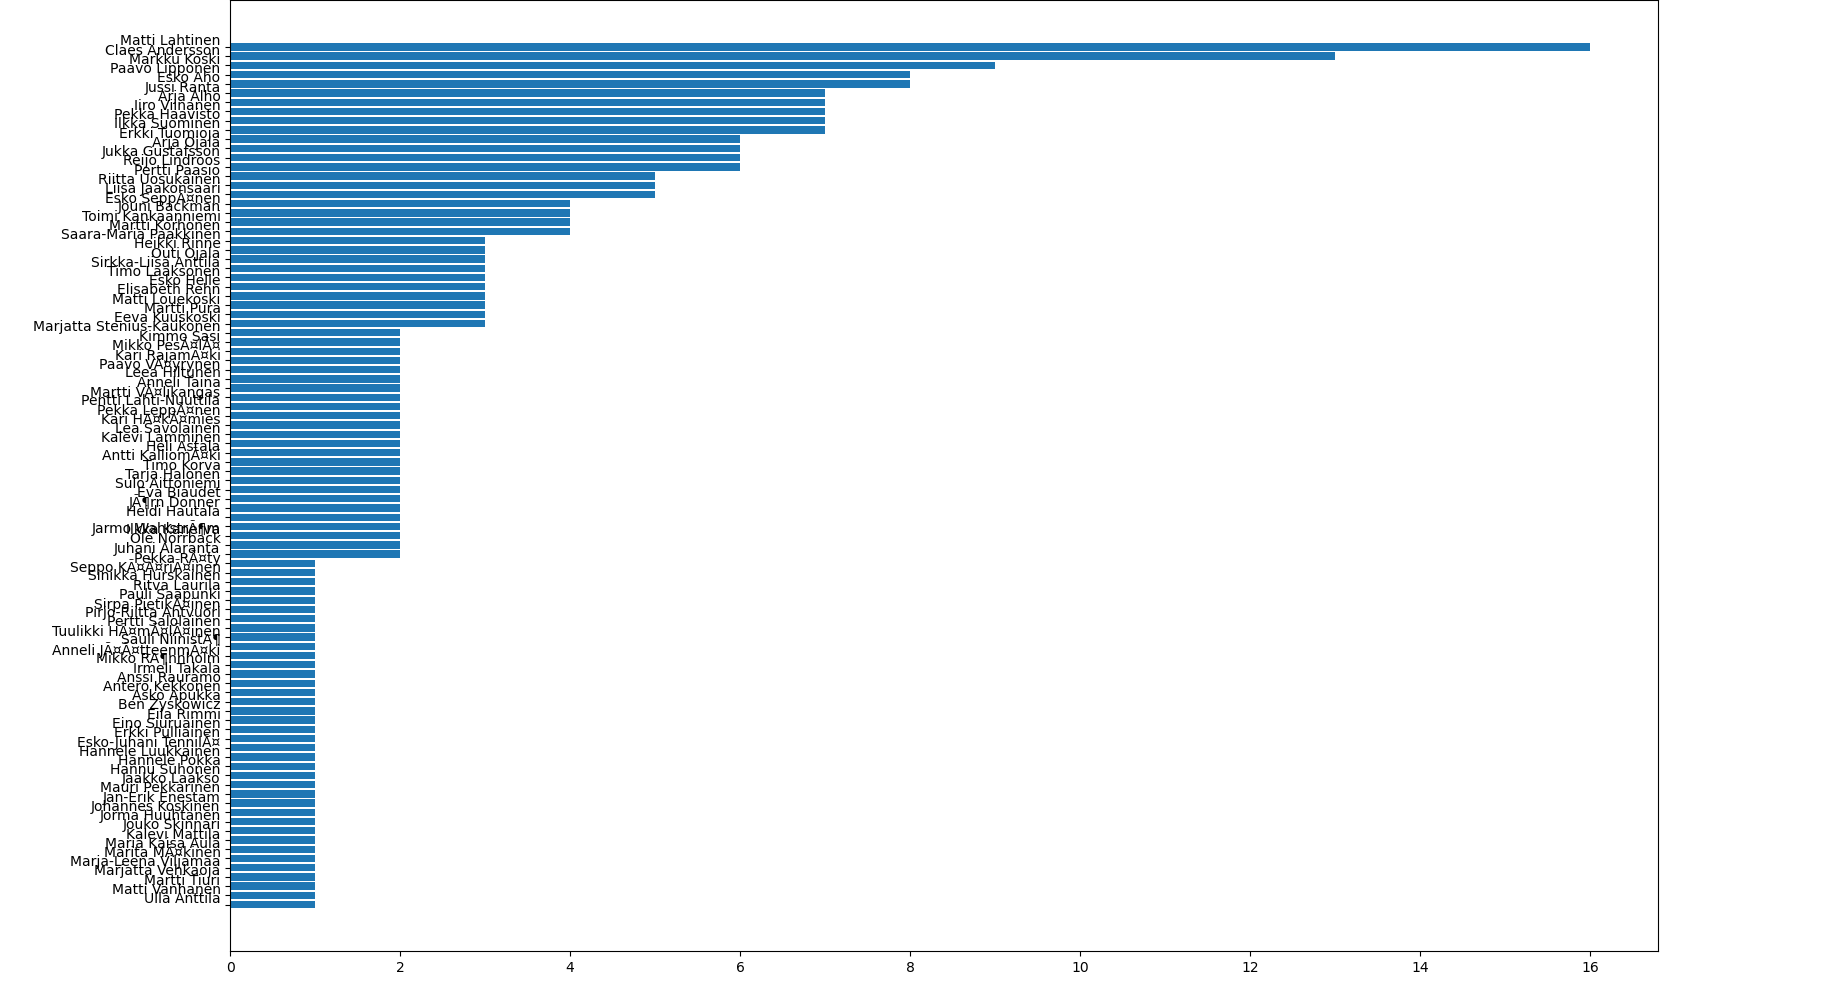 Matti Lahtinen
Claes Andersson
Markku Koski
Paavo Lipponen
Esko Aho
Jussi Ranta
Arja Alho
Iiro Viinanen
Pekka Haavisto
Ilkka Suominen
Erkki Tuomioja
Arja Ojala
Jukka Gustafsson
Reijo Lindroos
Pertti Paasio
Riitta Uosukainen
Liisa Jaakonsaari
Esko SeppÃ¤nen
Jouni Backman
Toimi Kankaanniemi
Martti Korhonen
Saara-Maria Paakkinen
Heikki Rinne
Outi Ojala
Sirkka-Liisa Anttila
Timo Laaksonen
Esko Helle
Elisabeth Rehn
Matti Louekoski
Martti Pura
Eeva Kuuskoski
Marjatta Stenius-Kaukonen
Kimmo Sasi
Mikko PesÃ¤lÃ¤
Kari RajamÃ¤ki
Paavo VÃ¤yrynen
Leea Hiltunen
Anneli Taina
Martti VÃ¤likangas
Pentti Lahti-Nuuttila
Pekka LeppÃ¤nen
Kari HÃ¤kÃ¤mies
Lea Savolainen
Kalevi Lamminen
Heli Astala
Antti KalliomÃ¤ki
Timo Korva
Tarja Halonen
Sulo Aittoniemi
Eva Biaudet
JÃ¶rn Donner
Heidi Hautala
Jarmo WahlstrÃ¶m
Ilkka Kanerva
Ole Norrback
Juhani Alaranta
Pekka RÃ¤ty
Seppo KÃ¤Ã¤riÃ¤inen
Sinikka Hurskainen
Ritva Laurila
Pauli Saapunki
Sirpa PietikÃ¤inen
Pirjo-Riitta Antvuori
Pertti Salolainen
Tuulikki HÃ¤mÃ¤lÃ¤inen
Sauli NiinistÃ¶
Anneli JÃ¤Ã¤tteenmÃ¤ki
Mikko RÃ¶nnholm
Irmeli Takala
Anssi Rauramo
Antero Kekkonen
Asko Apukka
Ben Zyskowicz
Eila Rimmi
Eino Siuruainen
Erkki Pulliainen
Esko-Juhani TennilÃ¤
Hannele Luukkainen
Hannele Pokka
Hannu Suhonen
Jaakko Laakso
Mauri Pekkarinen
Jan-Erik Enestam
Johannes Koskinen
Jorma Huuhtanen
Jouko Skinnari
Kalevi Mattila
Maria Kaisa Aula
Marita MÃ¤kinen
Marja-Leena Viljamaa
Marjatta Vehkaoja
Martti Tiuri
Matti Vanhanen
Ulla Anttila
0 2 4 6 8 10 12 14 16